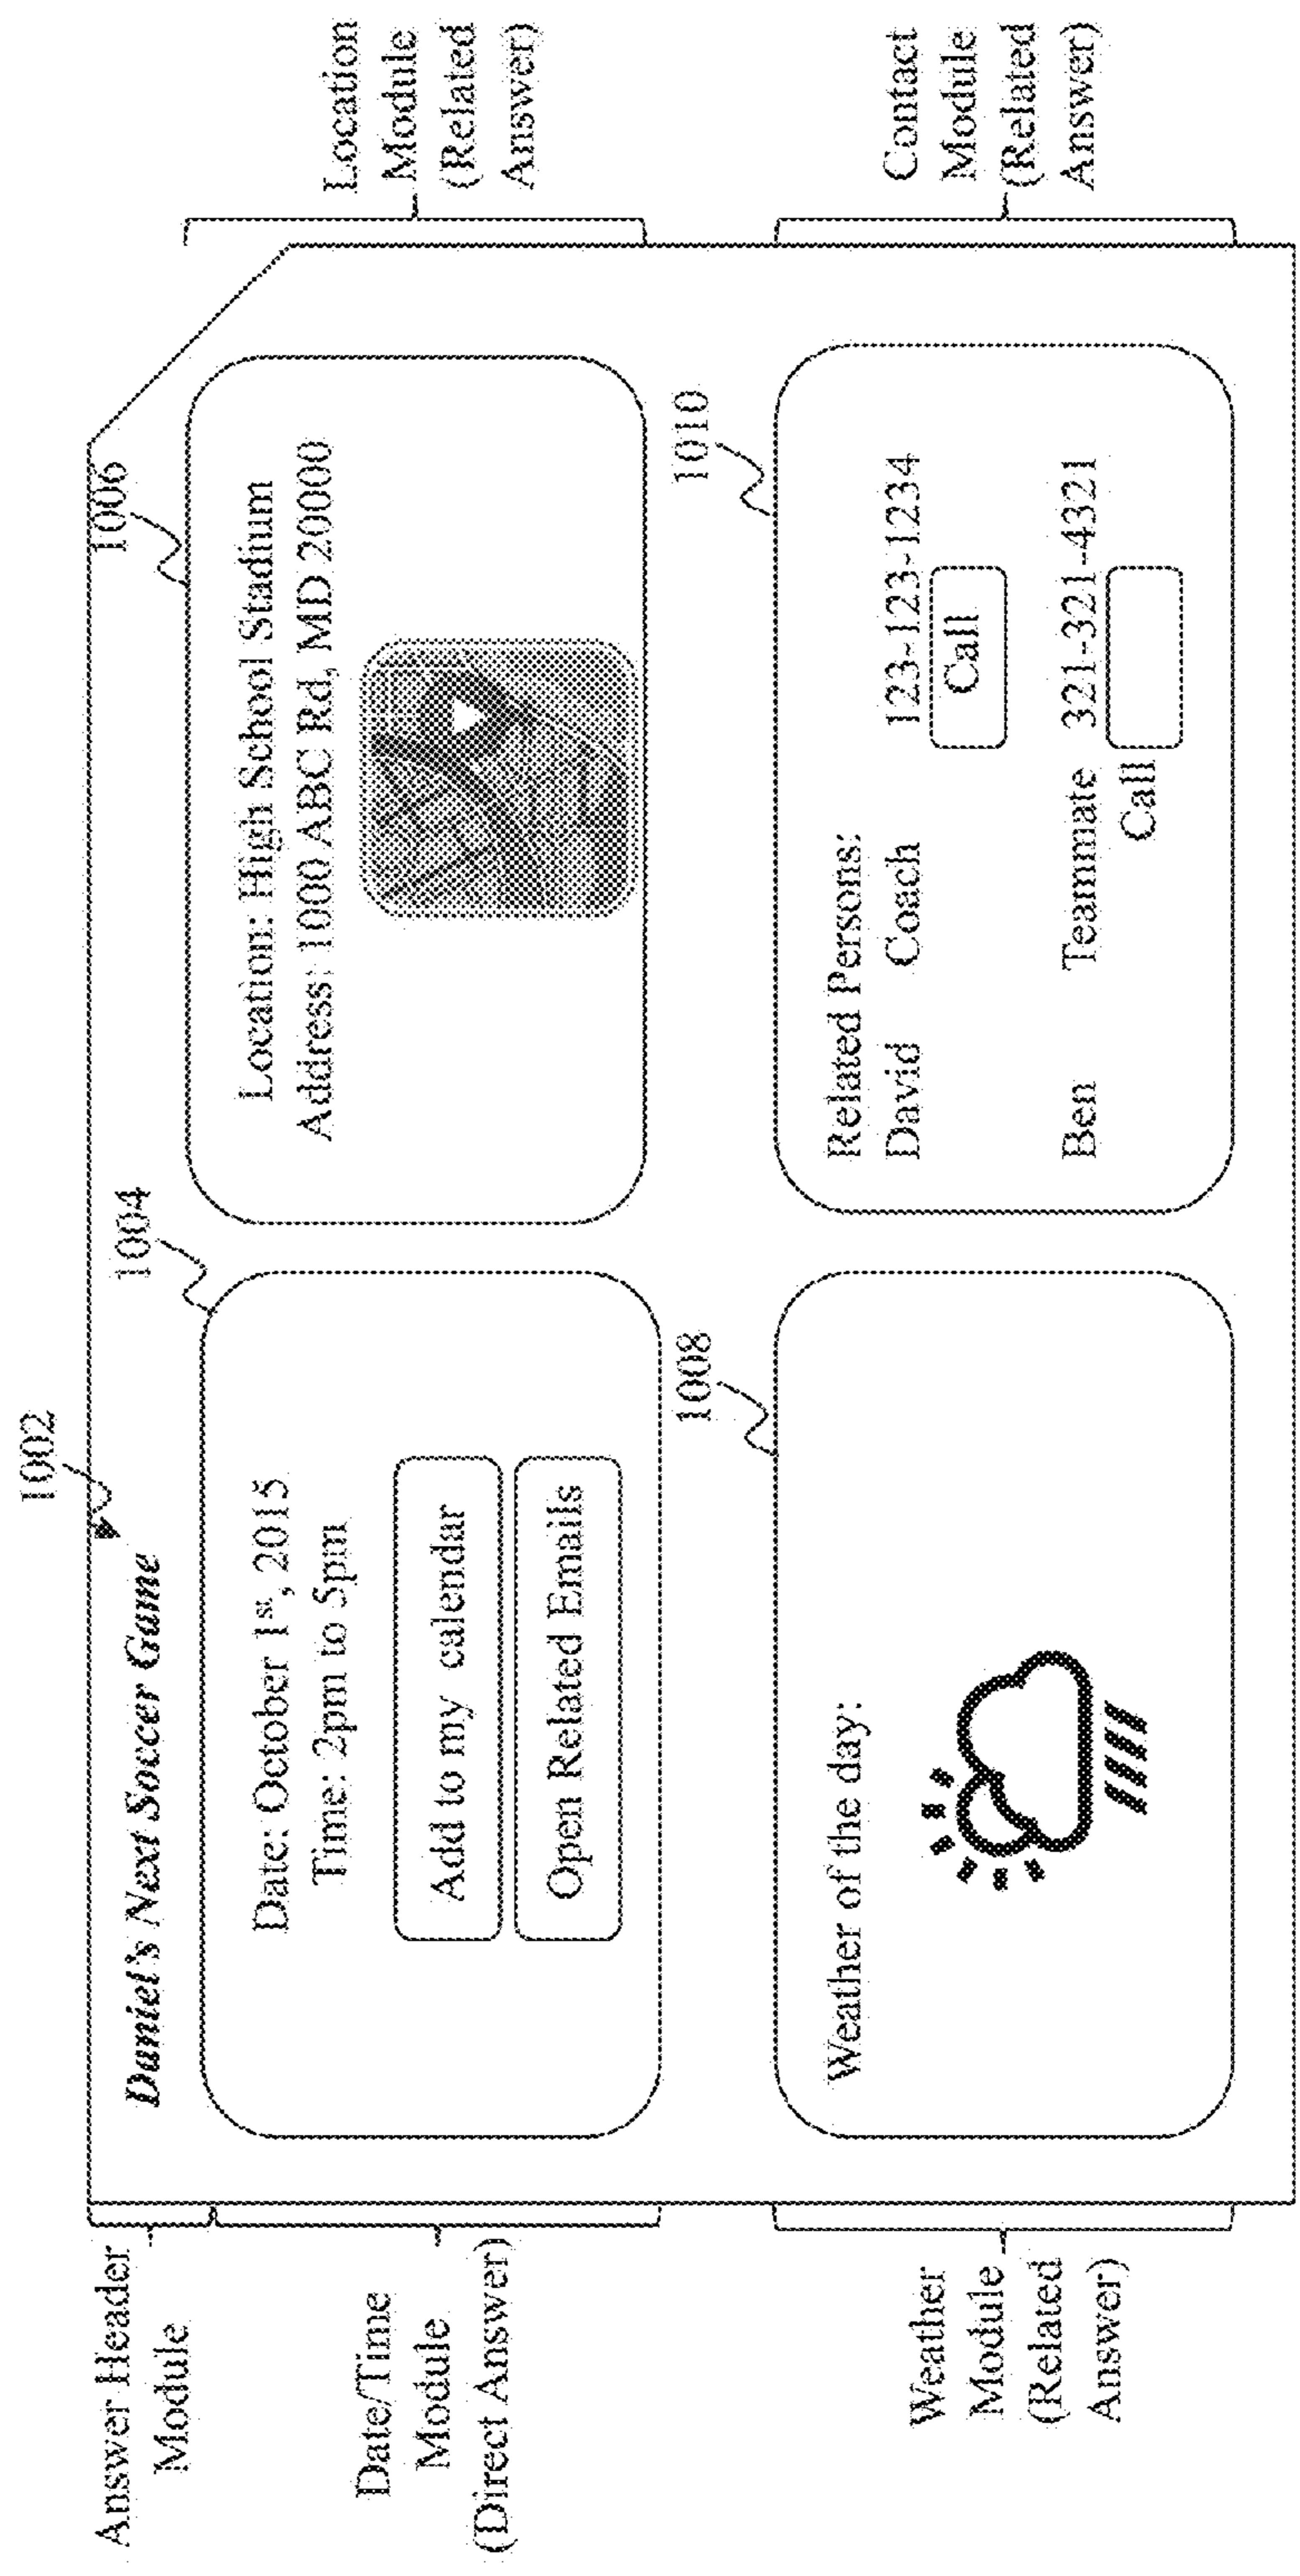 1002
Answer Header
Module
Daniel's Next Soccer Game
1004
Date/Time
Module
(Direct Answer)
Date: October 1st, 2015
Time: 2pm to 5pm
Add to my calendar
Open Related Emails
1006
Location: High School Stadium
Address: 1000 ABC Rd, MD 20000
Location
Module
(Related
Answer)
1008
Weather
Module
(Related
Answer)
Weather of the day:
1010
Related Persons:
David Coach 123-123-1234
Call
Ben Teammate 321-321-4321
Call
Contact
Module
(Related
Answer)